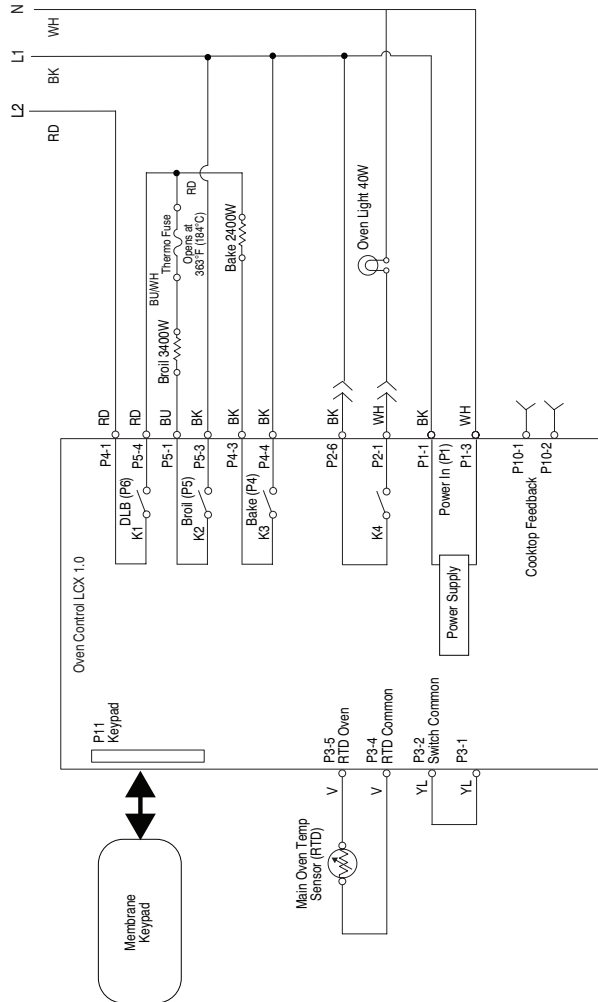 N
WH
L1
BK
L2
RD
RD
Thermo Fuse
Opens at
363°F (184°C)
BU/WH
Broil 3400W
Bake 2400W
Oven Light 40W
RD
RD
BU
BK
BK
BK
BK
WH
BK
WH
P4-1
P5-4
P5-1
P5-3
P4-3
P4-4
P2-6
P2-1
P1-1
P1-3
P10-1
P10-2
DLB (P6)
K1
Broil (P5)
K2
Bake (P4)
K3
K4
Power In (P1)
Cooktop Feedback
Power Supply
Oven Control LCX 1.0
P11
Keypad
P3-5
RTD Oven
P3-4
RTD Common
P3-2
Switch Common
P3-1
V
V
YL
YL
Main Oven Temp
Sensor (RTD)
Membrane
Keypad